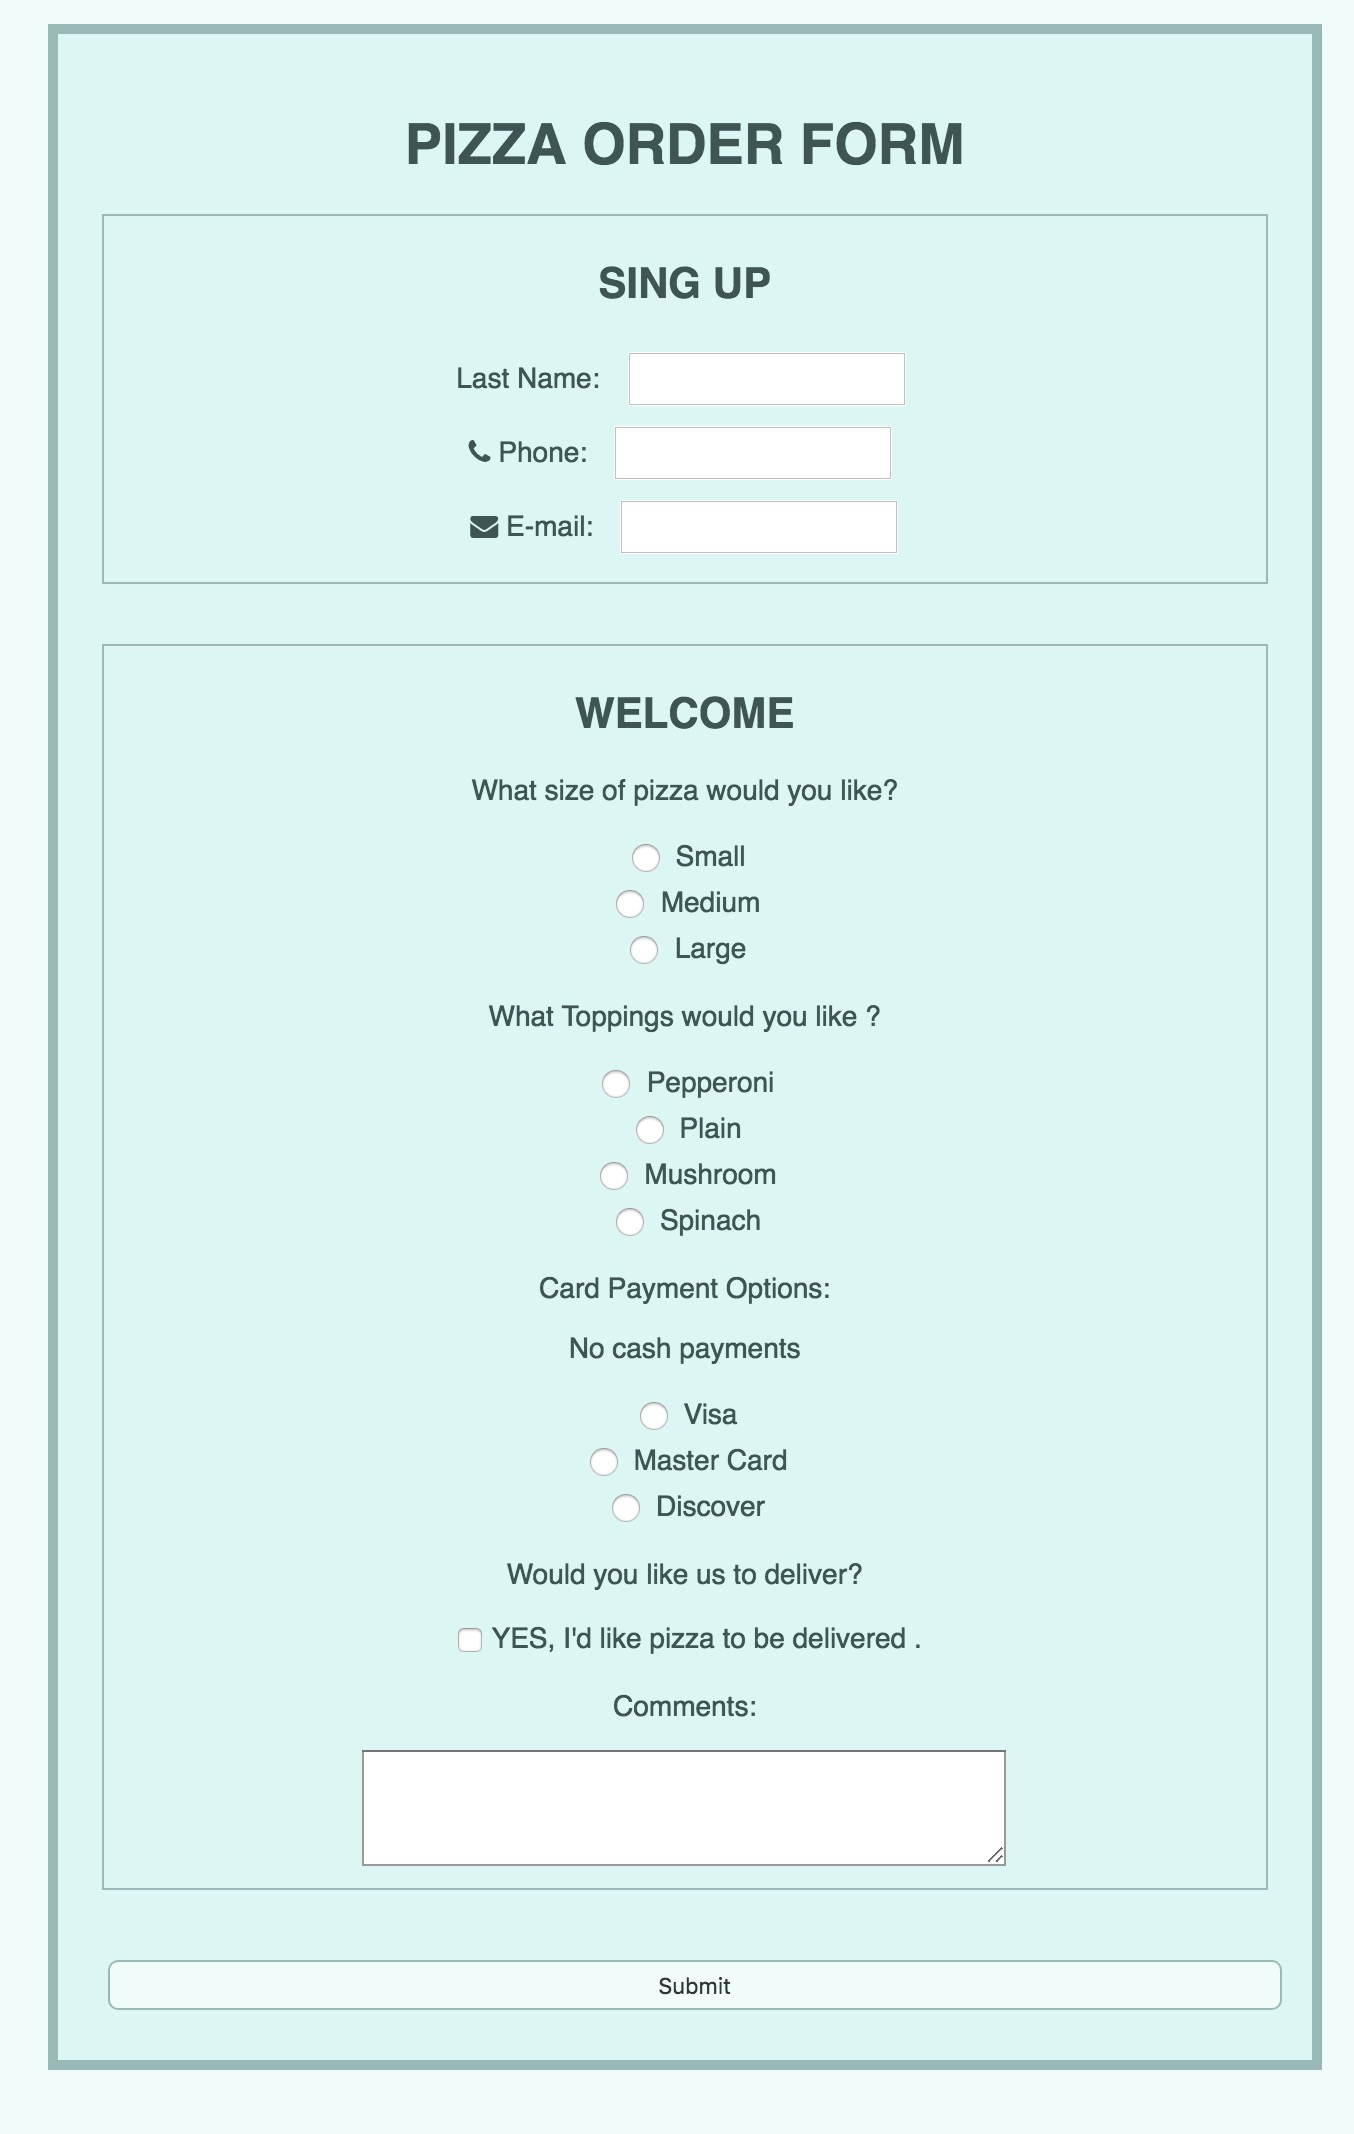 PIZZA ORDER FORM
SING UP
Last Name:
Phone:
E-mail:
WELCOME
What size of pizza would you like?
Small
Medium
Large
What Toppings would you like ?
Pepperoni
Plain
Mushroom
Spinach
Card Payment Options:
No cash payments
Visa
Master Card
Discover
Would you like us to deliver?
YES, I'd like pizza to be delivered .
Comments:
Submit